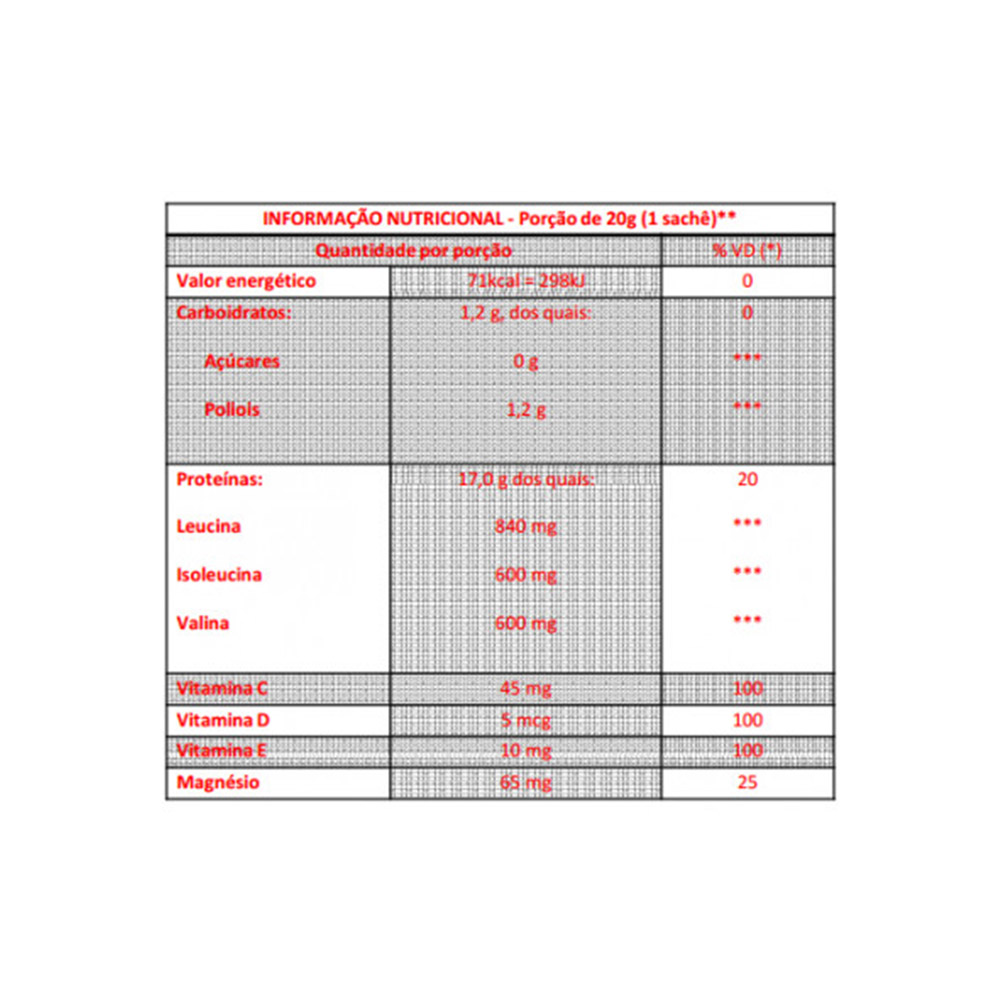 INFORMAÇÃO NUTRICIONAL - Porção de 20g (1 sachê)**
Quantidade por porção % VD (*)
Valor energético 71kcal = 298kJ 0
Carboidratos: 1,2 g, dos quais: 0
Açúcares 0 g ***
Poliois 1,2 g ***
Proteínas: 17,0 g dos quais: 20
Leucina 840 mg ***
Isoleucina 600 mg ***
Valina 600 mg ***
Vitamina C 45 mg 100
Vitamina D 5 mcg 100
Vitamina E 10 mg 100
Magnésio 65 mg 25